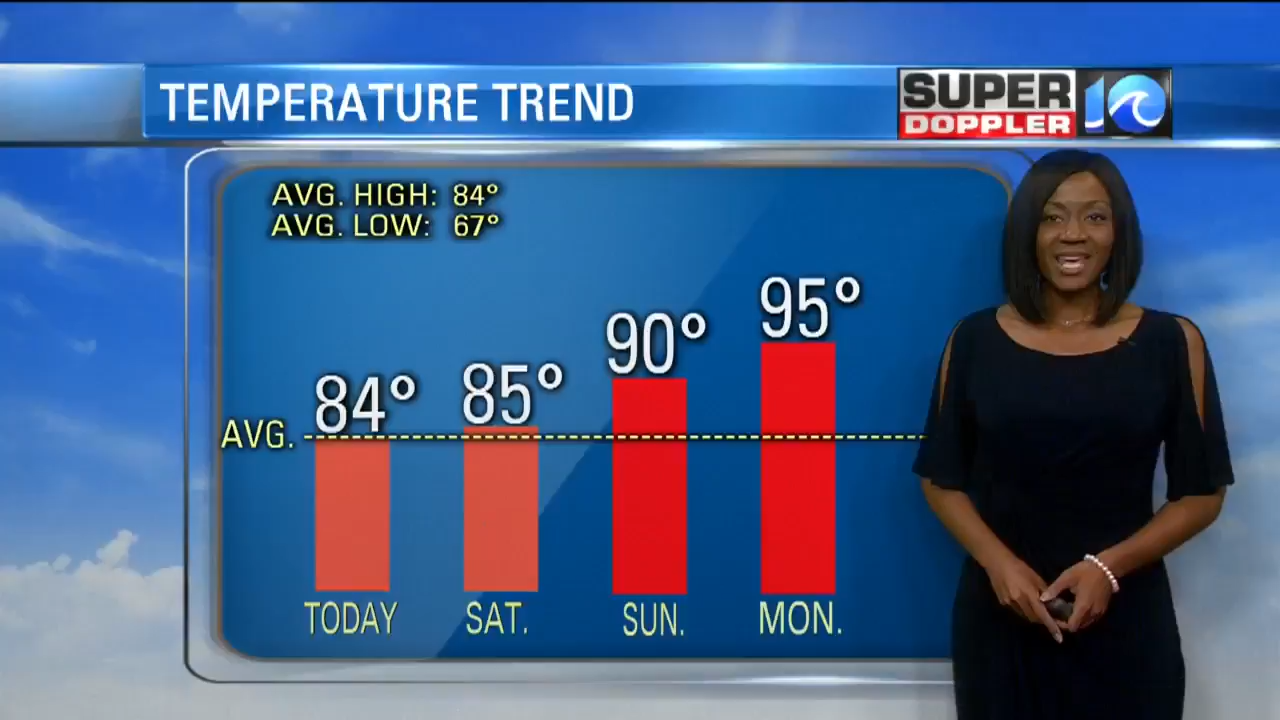 TEMPERATURE TREND
SUPER
DOPPLER
10
AVG. HIGH: 84°
AVG. LOW: 67°
84°
85°
90°
95°
AVG.
TODAY
SAT.
SUN.
MON.